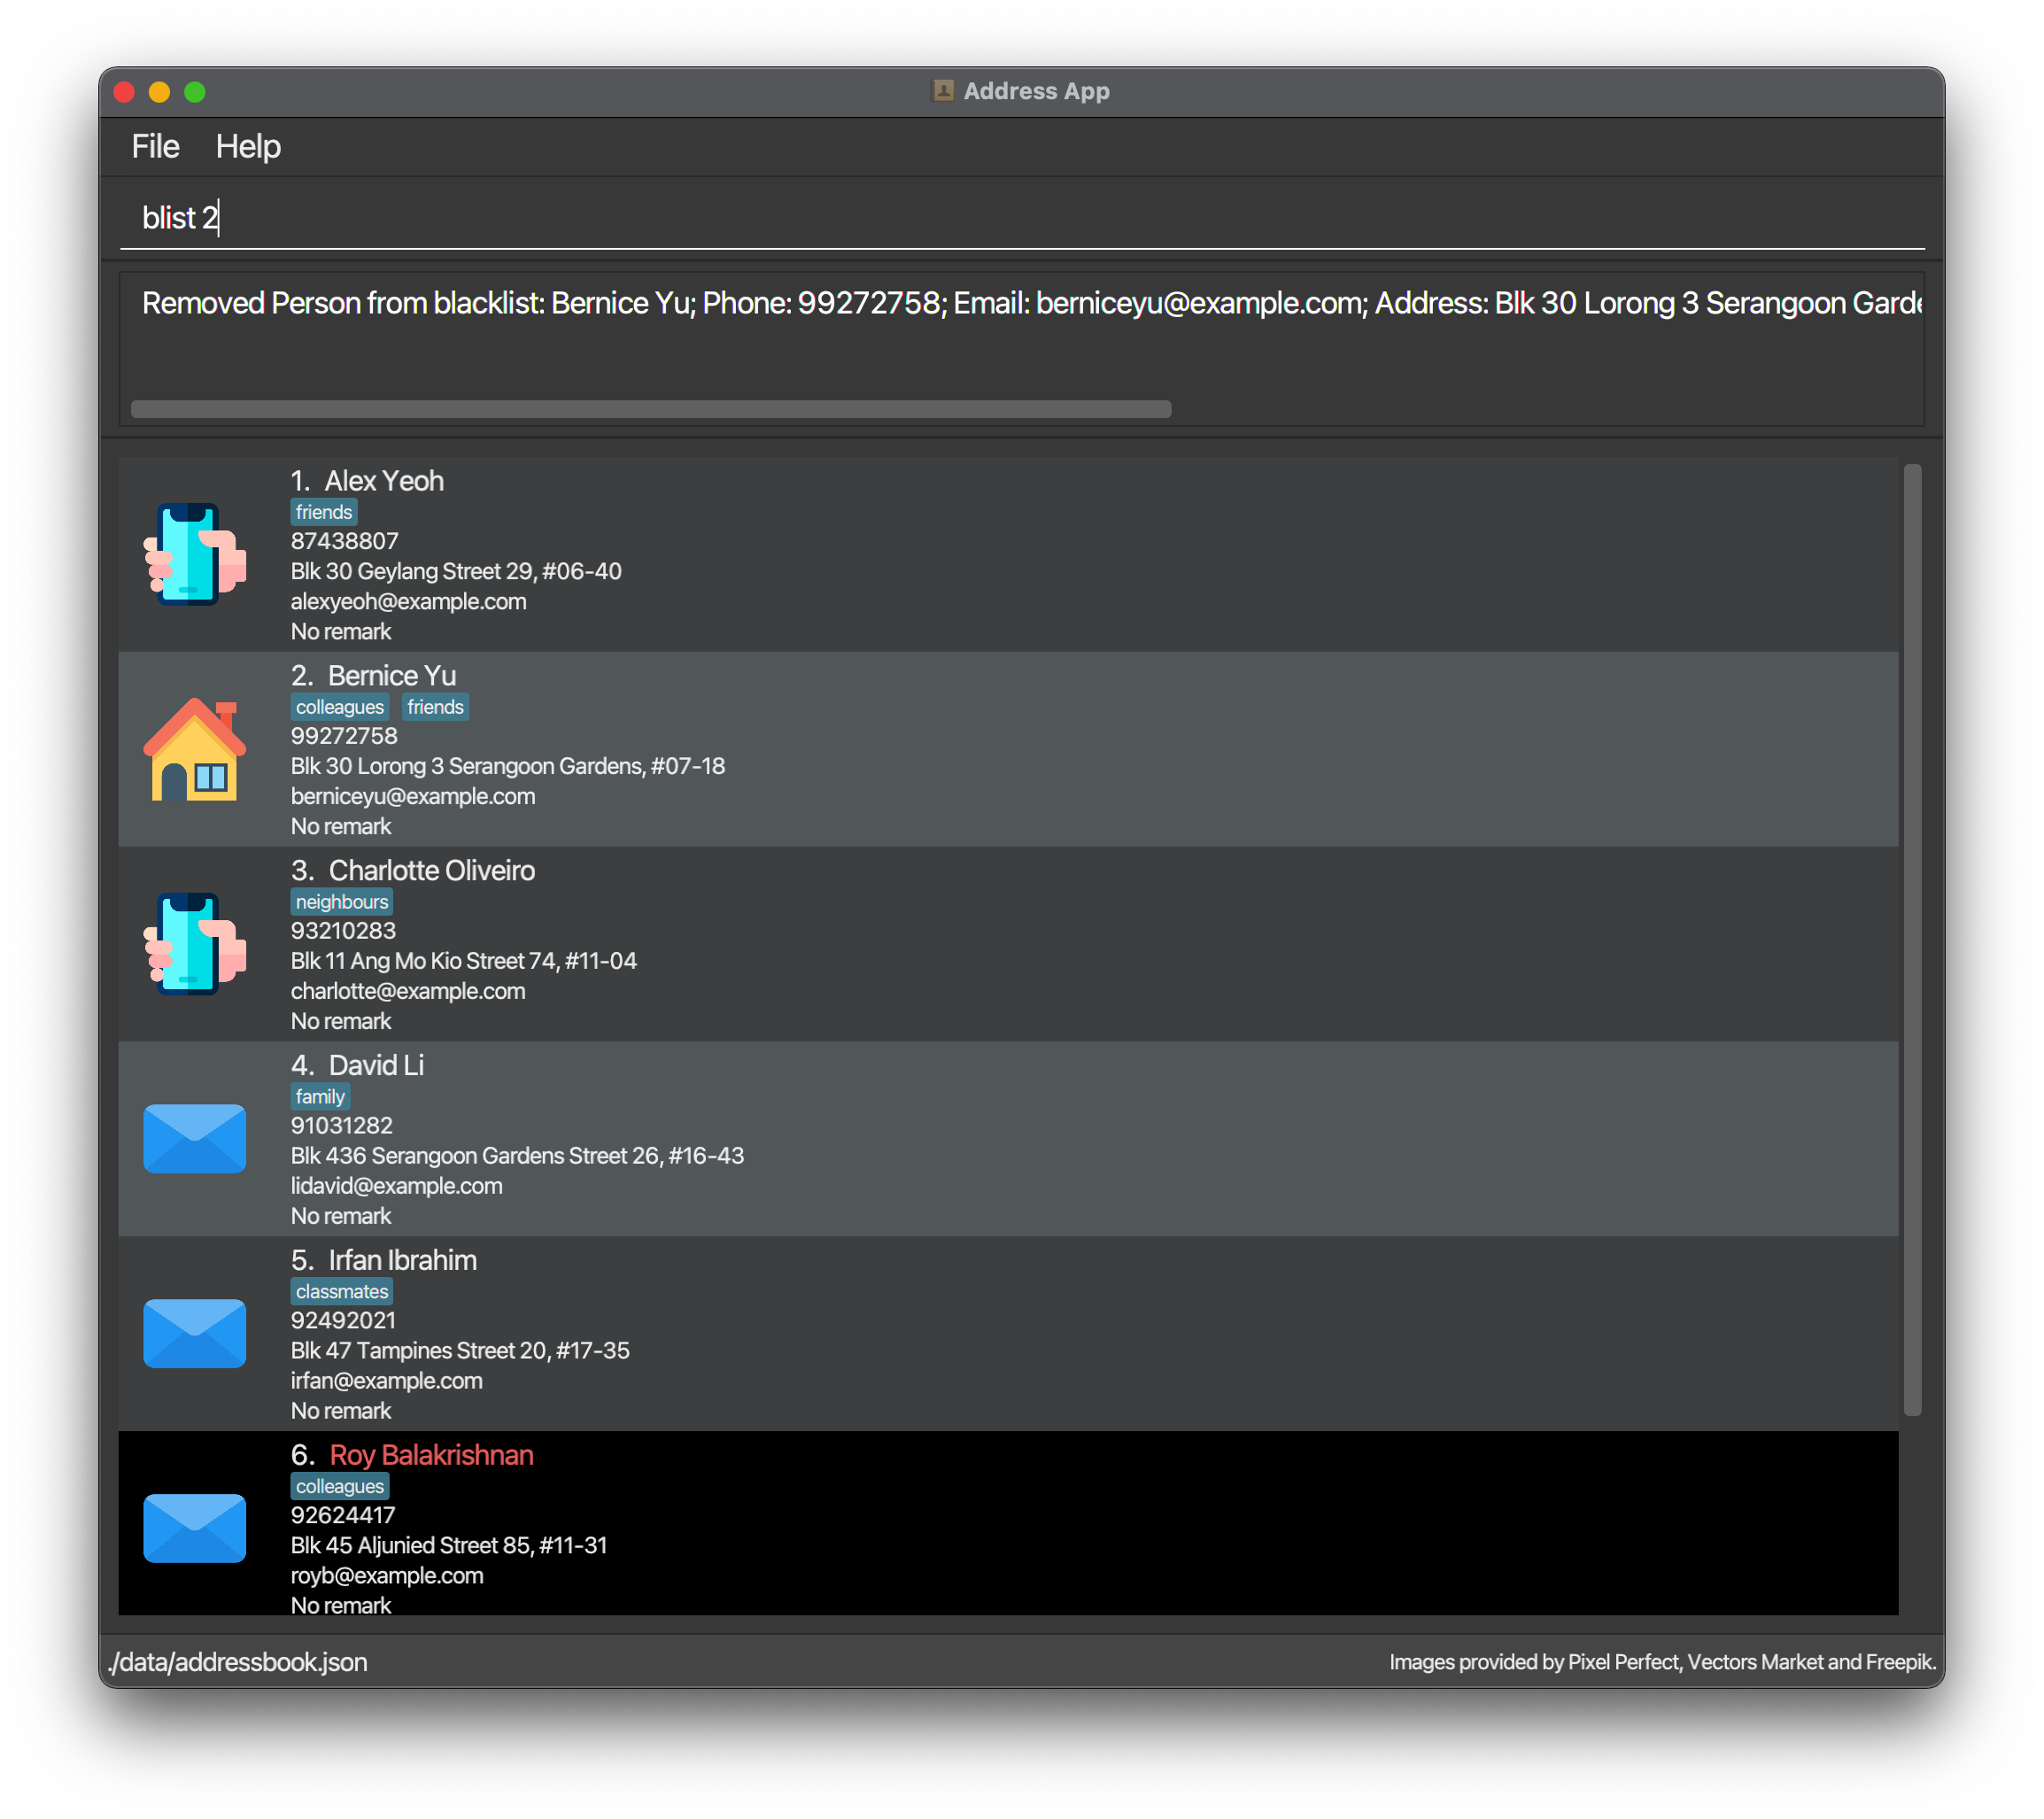 Address App
File Help
blist 2
Removed Person from blacklist: Bernice Yu; Phone: 99272758; Email: berniceyu@example.com; Address: Blk 30 Lorong 3 Serangoon
1. Alex Yeoh
friends
87438807
Blk 30 Geylang Street 29, #06-40
alexyeoh@example.com
No remark
2. Bernice Yu
colleagues friends
99272758
Blk 30 Lorong 3 Serangoon Gardens, #07-18
berniceyu@example.com
No remark
3. Charlotte Oliveiro
neighbours
93210283
Blk 11 Ang Mo Kio Street 74, #11-04
charlotte@example.com
No remark
4. David Li
family
91031282
Blk 436 Serangoon Gardens Street 26, #16-43
lidavid@example.com
No remark
5. Irfan Ibrahim
classmates
92492021
Blk 47 Tampines Street 20, #17-35
irfan@example.com
No remark
6. Roy Balakrishnan
colleagues
92624417
Blk 45 Aljunied Street 85, #11-31
royb@example.com
No remark
./data/addressbook.json
Images provided by Pixel Perfect, Vectors Market and Freepik.